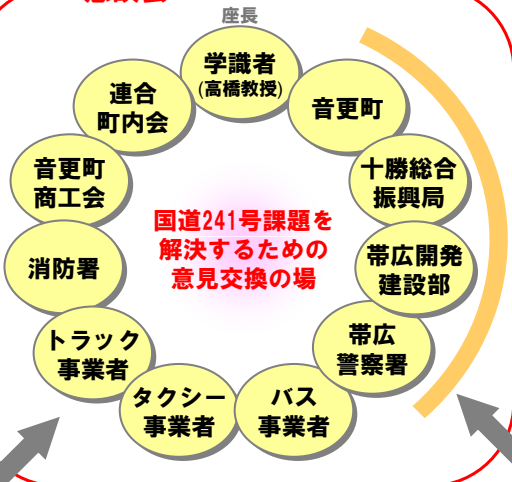 座長
学識者
(高橋教授)
音更町
十勝総合
振興局
帯広開発
建設部
帯広
警察署
バス
事業者
タクシー
事業者
トラック
事業者
消防署
音更町
商工会
連合
町内会
国道241号課題を
解決するための
意見交換の場